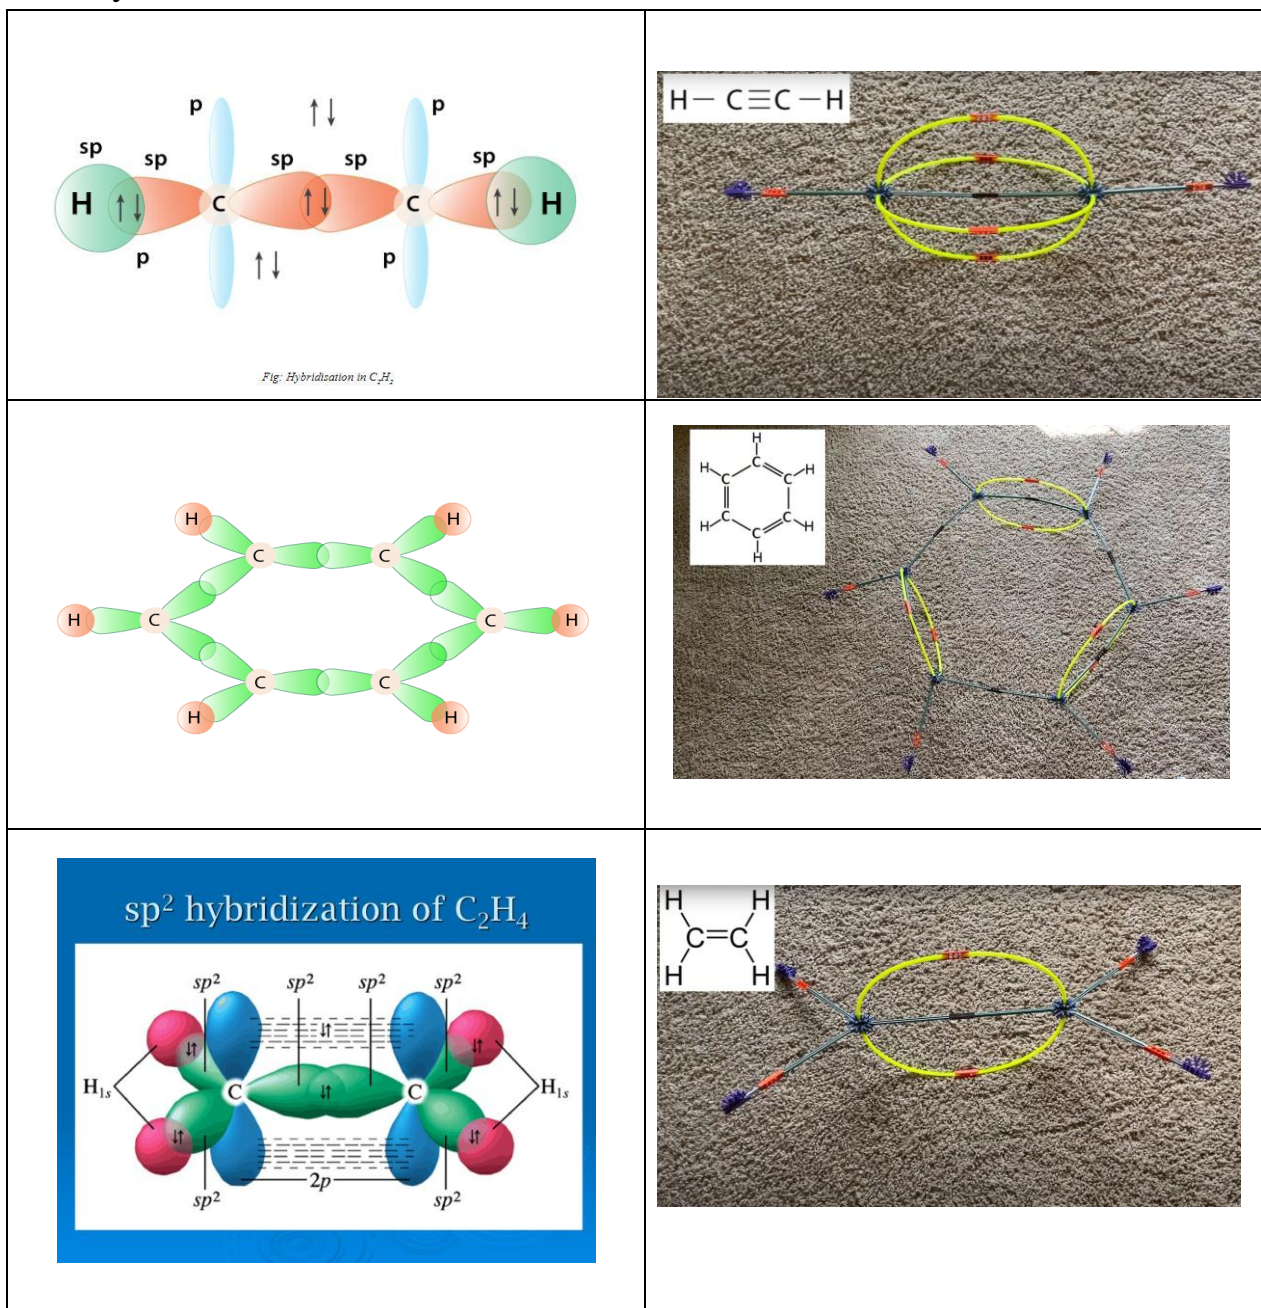 p p
sp sp sp sp sp
H C C H
p p
Fig: Hybridisation in C₂H₂
H— C≡C —H
H H
C C
H C C H
C C
H H
H
C
H C C H
H C C H
C
H
sp² hybridization of C₂H₄
sp² sp² sp² sp²
H₁ₛ C C H₁ₛ
2p
sp² sp²
H H
C=C
H H